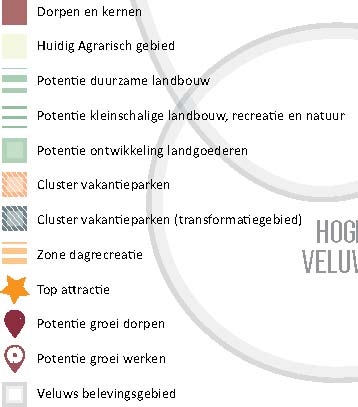 Dorpen en kernen
Huidig Agrarisch gebied
Potentie duurzame landbouw
Potentie kleinschalige landbouw, recreatie en natuur
Potentie ontwikkeling landgoederen
Cluster vakantieparken
Cluster vakantieparken (transformatiegebied)
Zone dagrecreatie
Top attractie
Potentie groei dorpen
Potentie groei werken
Veluws belevingsgebied
HOG
VELUW